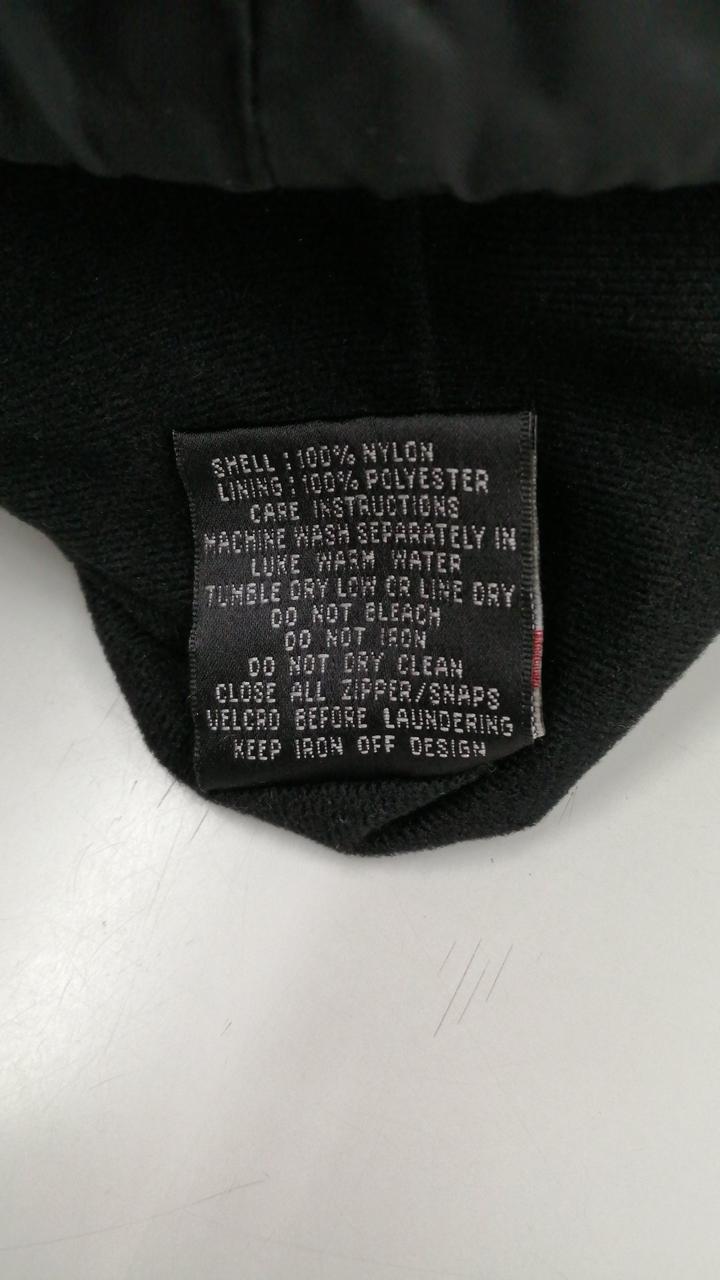 SHELL : 100% NYLON
LINING : 100% POLYESTER
CARE INSTRUCTIONS
MACHINE WASH SEPARATELY IN
LUKE WARM WATER
TUMBLE DRY LOW OR LINE DRY
DO NOT BLEACH
DO NOT IRON
DO NOT DRY CLEAN
CLOSE ALL ZIPPER/SNAPS
VELCRO BEFORE LAUNDERING
KEEP IRON OFF DESIGN